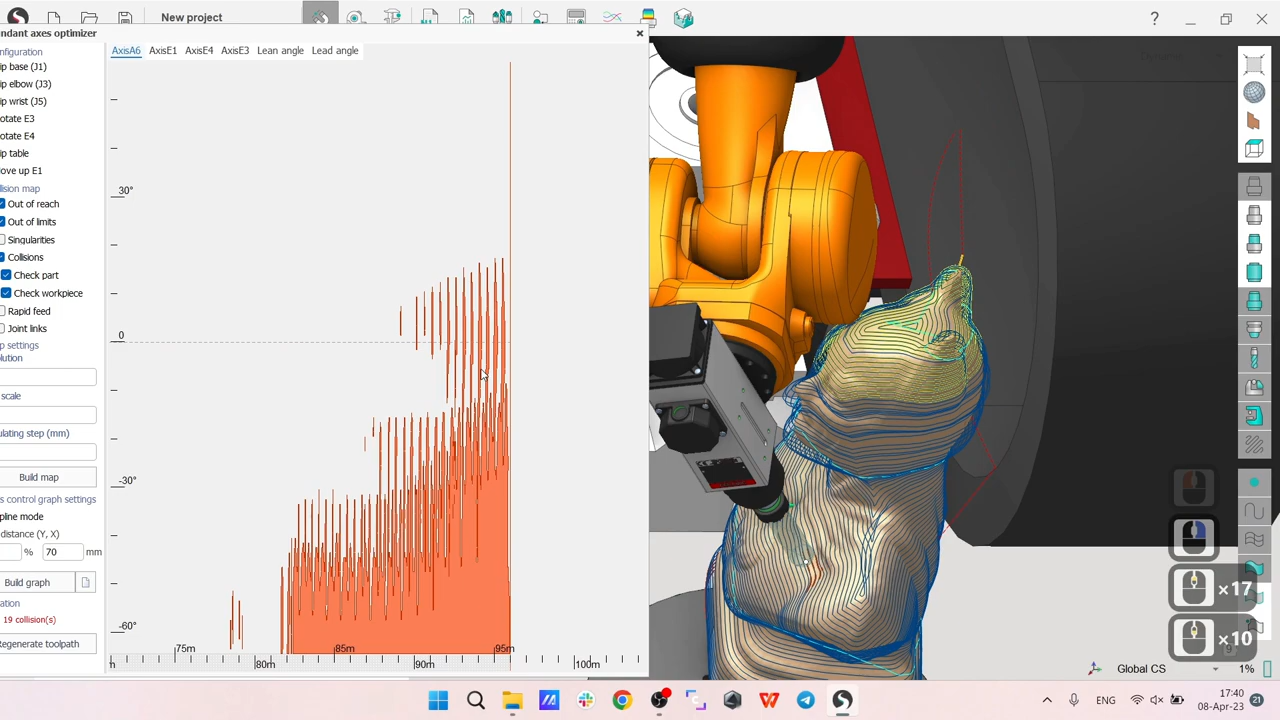 New project
ndant axes optimizer
AxisA6 AxisE1 AxisE4 AxisE3 Lean angle Lead angle
nfiguration
ip base (J1)
ip elbow (J3)
ip wrist (J5)
otate E3
otate E4
ip table
ove up E1
llision map
Out of reach
Out of limits
Singularities
Collisions
Check part
Check workpiece
Rapid feed
Joint links
p settings
olution
scale
ulating step (mm)
Build map
s control graph settings
pline mode
distance (Y, X)
% 70 mm
Build graph
ation
19 collision(s)
Regenerate toolpath
30°
0
-30°
-60°
75m
80m
85m
90m
95m
100m
×17
×10
Global CS
1%
ENG
17:40
08-Apr-23
21